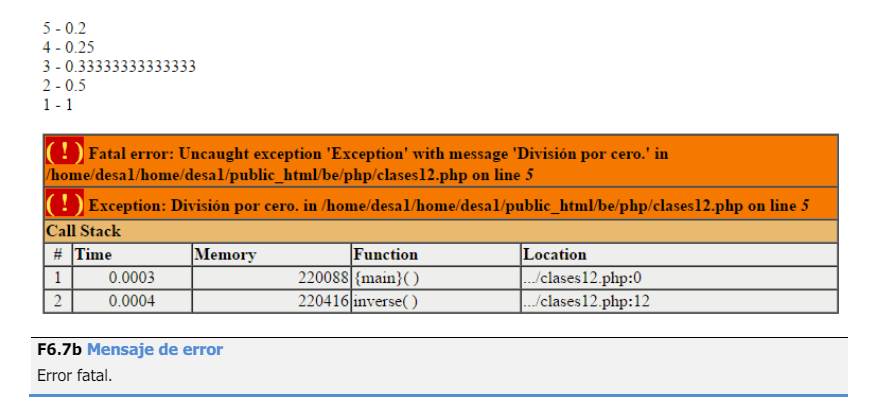 5 - 0.2
4 - 0.25
3 - 0.33333333333333
2 - 0.5
1 - 1
( ! ) Fatal error: Uncaught exception 'Exception' with message 'División por cero.' in
/home/desa1/home/desa1/public_html/be/php/clases12.php on line 5
( ! ) Exception: División por cero. in /home/desa1/home/desa1/public_html/be/php/clases12.php on line 5
Call Stack
# Time Memory Function Location
1 0.0003 220088 {main}( ) .../clases12.php:0
2 0.0004 220416 inverse( ) .../clases12.php:12
F6.7b Mensaje de error
Error fatal.